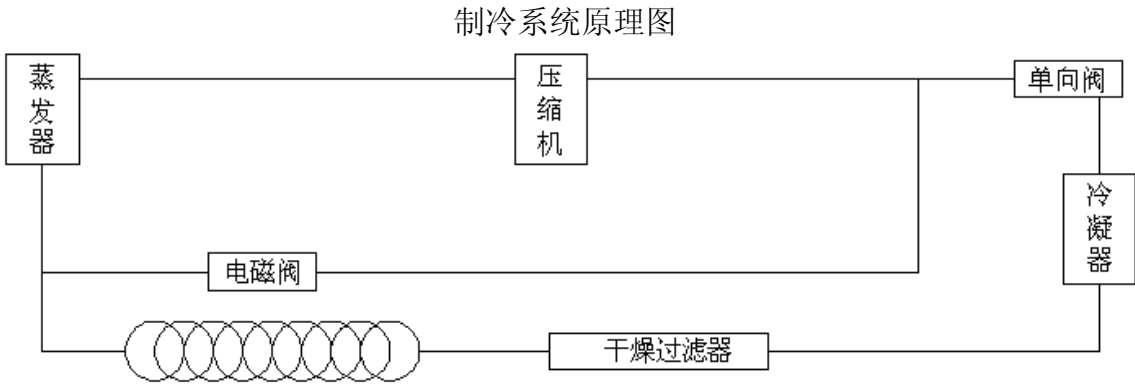 制冷系统原理图
蒸发器
压缩机
单向阀
冷凝器
电磁阀
干燥过滤器